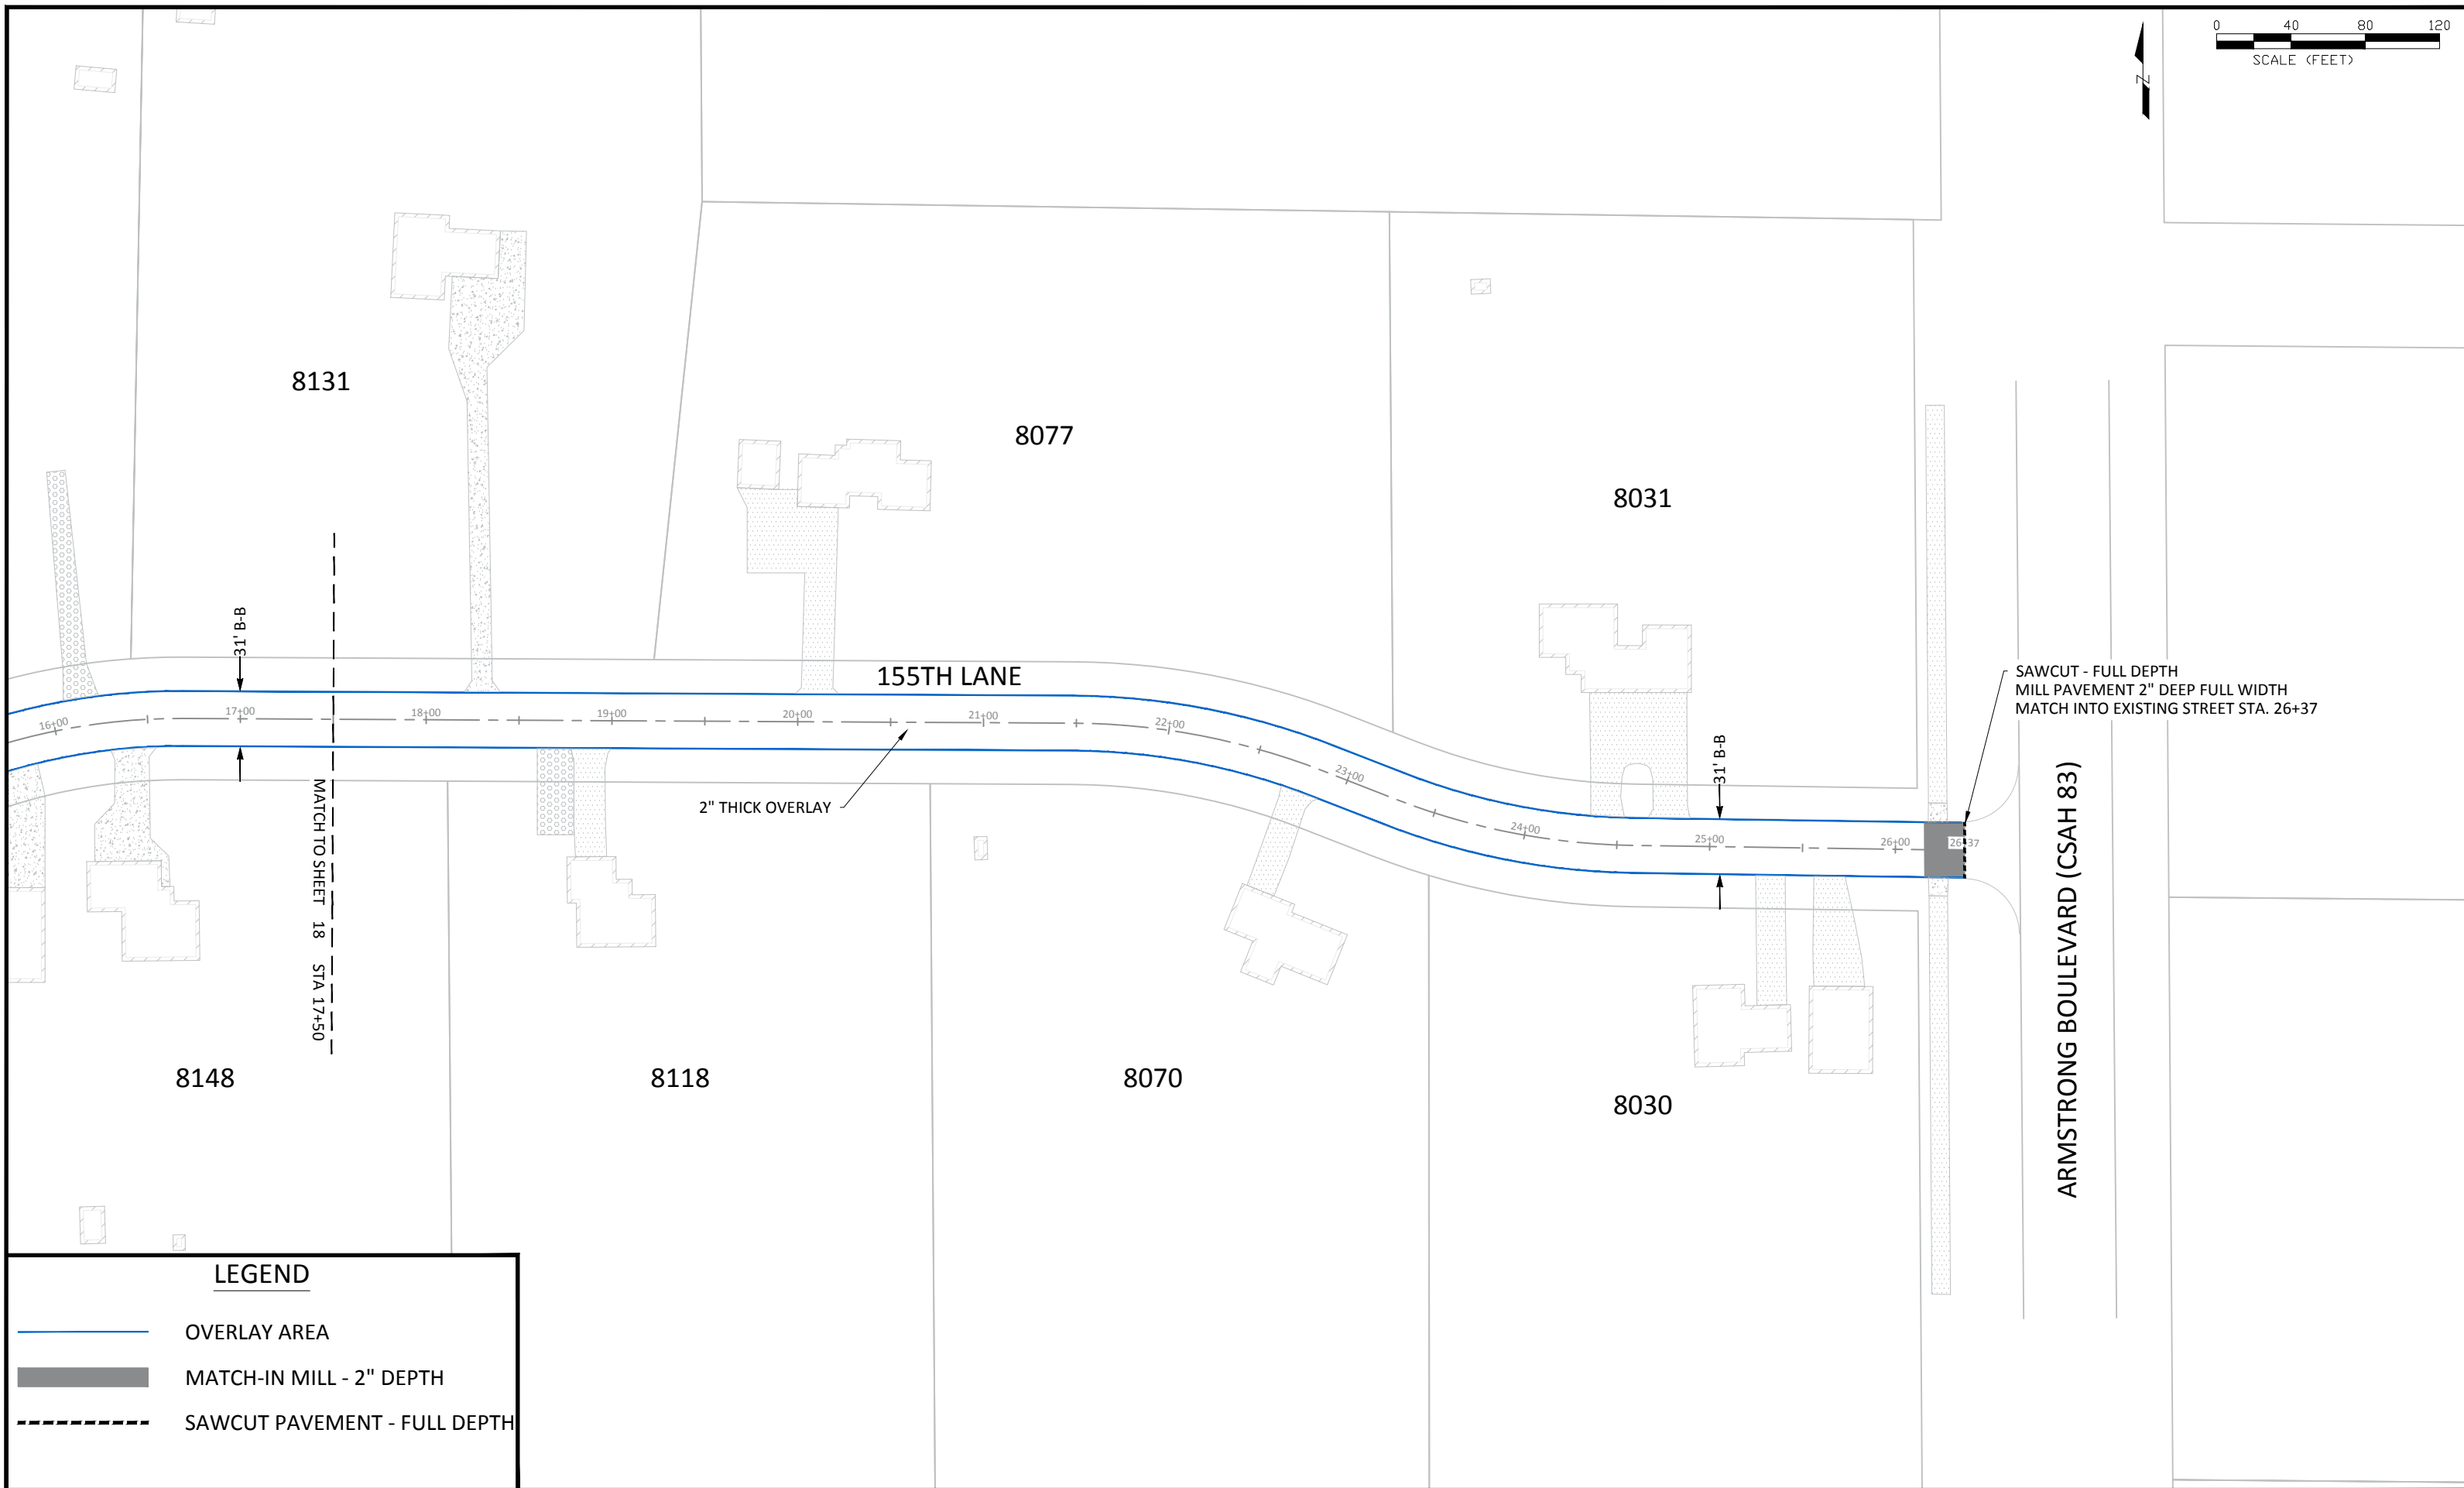 0 40 80 120
SCALE (FEET)
N
8131
8077
8031
31' B-B
155TH LANE
SAWCUT - FULL DEPTH
MILL PAVEMENT 2" DEEP FULL WIDTH
MATCH INTO EXISTING STREET STA. 26+37
16+00
17+00
18+00
19+00
20+00
21+00
22+00
23+00
24+00
25+00
26+00
26+37
31' B-B
2" THICK OVERLAY
MATCH TO SHEET 18 STA 17+50
ARMSTRONG BOULEVARD (CSAH 83)
8148
8118
8070
8030
LEGEND
OVERLAY AREA
MATCH-IN MILL - 2" DEPTH
SAWCUT PAVEMENT - FULL DEPTH